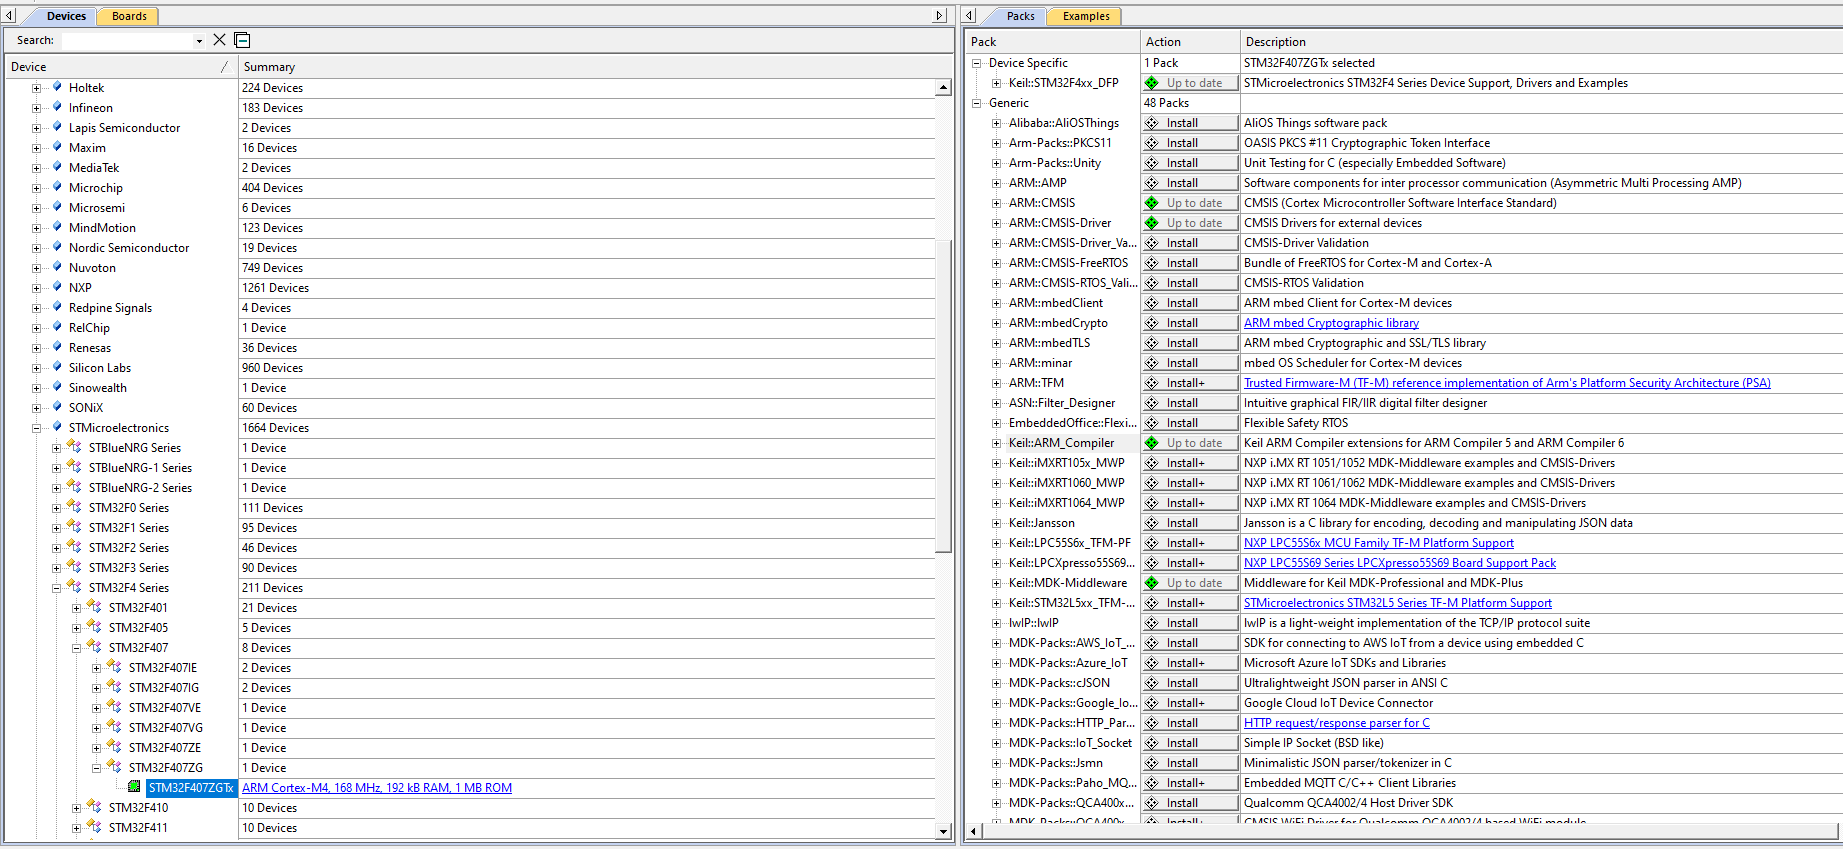 Devices Boards
Search:
Device Summary
Holtek 224 Devices
Infineon 183 Devices
Lapis Semiconductor 2 Devices
Maxim 16 Devices
MediaTek 2 Devices
Microchip 404 Devices
Microsemi 6 Devices
MindMotion 123 Devices
Nordic Semiconductor 19 Devices
Nuvoton 749 Devices
NXP 1261 Devices
Redpine Signals 4 Devices
RelChip 1 Device
Renesas 36 Devices
Silicon Labs 960 Devices
Sinowealth 1 Device
SONiX 60 Devices
STMicroelectronics 1664 Devices
STBlueNRG Series 1 Device
STBlueNRG-1 Series 1 Device
STBlueNRG-2 Series 1 Device
STM32F0 Series 111 Devices
STM32F1 Series 95 Devices
STM32F2 Series 46 Devices
STM32F3 Series 90 Devices
STM32F4 Series 211 Devices
STM32F401 21 Devices
STM32F405 5 Devices
STM32F407 8 Devices
STM32F407IE 2 Devices
STM32F407IG 2 Devices
STM32F407VE 1 Device
STM32F407VG 1 Device
STM32F407ZE 1 Device
STM32F407ZG 1 Device
STM32F407ZGTx ARM Cortex-M4, 168 MHz, 192 kB RAM, 1 MB ROM
STM32F410 10 Devices
STM32F411 10 Devices
Packs Examples
Pack Action Description
Device Specific 1 Pack STM32F407ZGTx selected
Keil::STM32F4xx_DFP Up to date STMicroelectronics STM32F4 Series Device Support, Drivers and Examples
Generic 48 Packs
Alibaba::AliOSThings Install AliOS Things software pack
Arm-Packs::PKCS11 Install OASIS PKCS #11 Cryptographic Token Interface
Arm-Packs::Unity Install Unit Testing for C (especially Embedded Software)
ARM::AMP Install Software components for inter processor communication (Asymmetric Multi Processing AMP)
ARM::CMSIS Up to date CMSIS (Cortex Microcontroller Software Interface Standard)
ARM::CMSIS-Driver Up to date CMSIS Drivers for external devices
ARM::CMSIS-Driver_Va... Install CMSIS-Driver Validation
ARM::CMSIS-FreeRTOS Install Bundle of FreeRTOS for Cortex-M and Cortex-A
ARM::CMSIS-RTOS_Vali... Install CMSIS-RTOS Validation
ARM::mbedClient Install ARM mbed Client for Cortex-M devices
ARM::mbedCrypto Install ARM mbed Cryptographic library
ARM::mbedTLS Install ARM mbed Cryptographic and SSL/TLS library
ARM::minar Install mbed OS Scheduler for Cortex-M devices
ARM::TFM Install+ Trusted Firmware-M (TF-M) reference implementation of Arm's Platform Security Architecture (PSA)
ASN::Filter_Designer Install Intuitive graphical FIR/IIR digital filter designer
EmbeddedOffice::Flexi... Install Flexible Safety RTOS
Keil::ARM_Compiler Up to date Keil ARM Compiler extensions for ARM Compiler 5 and ARM Compiler 6
Keil::iMXRT105x_MWP Install+ NXP i.MX RT 1051/1052 MDK-Middleware examples and CMSIS-Drivers
Keil::iMXRT1060_MWP Install+ NXP i.MX RT 1061/1062 MDK-Middleware examples and CMSIS-Drivers
Keil::iMXRT1064_MWP Install+ NXP i.MX RT 1064 MDK-Middleware examples and CMSIS-Drivers
Keil::Jansson Install Jansson is a C library for encoding, decoding and manipulating JSON data
Keil::LPC55S6x_TFM-PF Install+ NXP LPC55S6x MCU Family TF-M Platform Support
Keil::LPCXpresso55S69... Install+ NXP LPC55S69 Series LPCXpresso55S69 Board Support Pack
Keil::MDK-Middleware Up to date Middleware for Keil MDK-Professional and MDK-Plus
Keil::STM32L5xx_TFM-... Install+ STMicroelectronics STM32L5 Series TF-M Platform Support
lwIP::lwIP Install lwIP is a light-weight implementation of the TCP/IP protocol suite
MDK-Packs::AWS_IoT_... Install SDK for connecting to AWS IoT from a device using embedded C
MDK-Packs::Azure_IoT Install+ Microsoft Azure IoT SDKs and Libraries
MDK-Packs::cJSON Install Ultralightweight JSON parser in ANSI C
MDK-Packs::Google_Io... Install+ Google Cloud IoT Device Connector
MDK-Packs::HTTP_Par... Install HTTP request/response parser for C
MDK-Packs::IoT_Socket Install Simple IP Socket (BSD like)
MDK-Packs::Jsmn Install Minimalistic JSON parser/tokenizer in C
MDK-Packs::Paho_MQ... Install+ Embedded MQTT C/C++ Client Libraries
MDK-Packs::QCA400x... Install Qualcomm QCA4002/4 Host Driver SDK
MDK-Packs::QCA400x... Install+ CMSIS WiFi Driver for Qualcomm QCA4002/4 based WiFi module